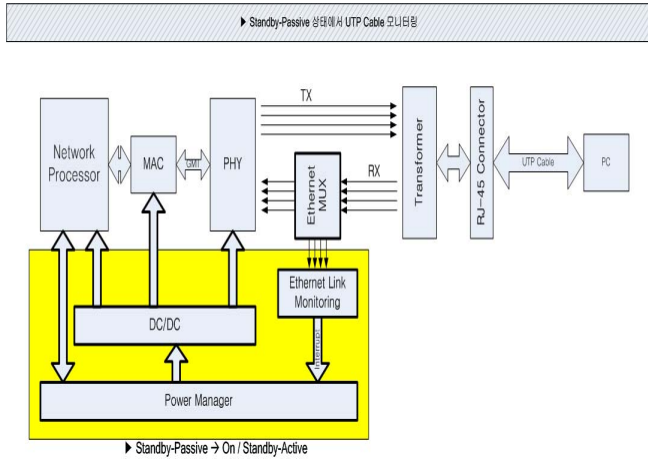 ▶ Standby-Passive 상태에서 UTP Cable 모니터링
TX
Network
Processor
MAC
GMII
PHY
Ethernet
MUX
RX
Transformer
RJ-45 Connector
UTP Cable
PC
Ethernet Link
Monitoring
DC/DC
Interrupt
Power Manager
▶ Standby-Passive → On / Standby-Active